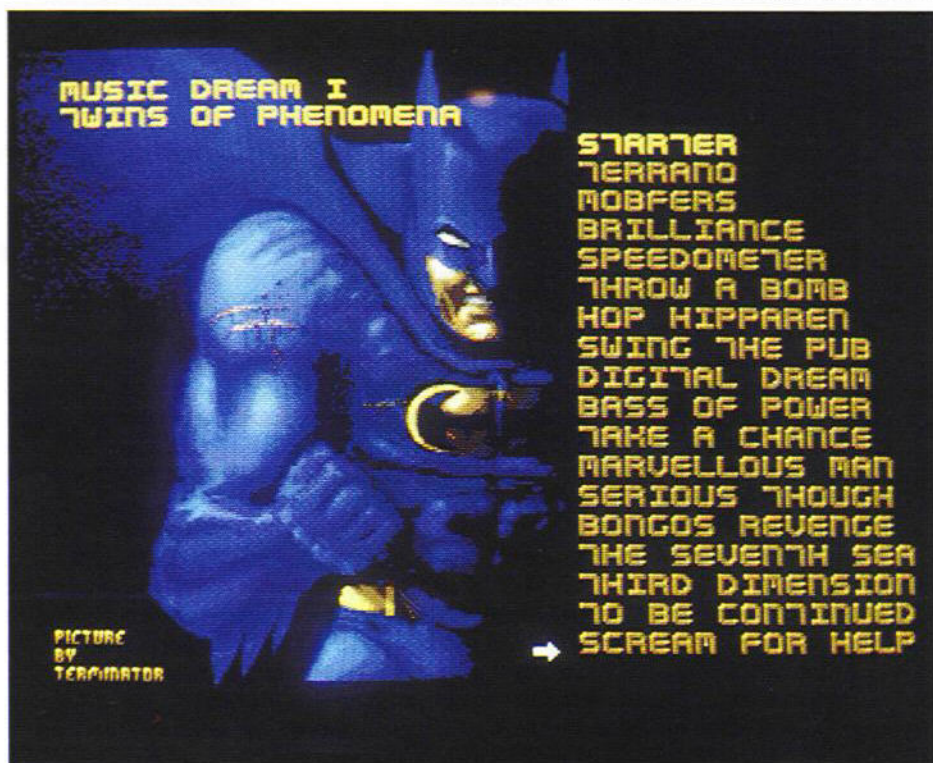 MUSIC DREAM I
TWINS OF PHENOMENA
STARTER
TERRANO
MOBFERS
BRILLIANCE
SPEEDOMETER
THROW A BOMB
HOP HIPPAREN
SWING THE PUB
DIGITAL DREAM
BASS OF POWER
TAKE A CHANCE
MARVELLOUS MAN
SERIOUS THOUGH
BONGOS REVENGE
THE SEVENTH SEA
THIRD DIMENSION
TO BE CONTINUED
SCREAM FOR HELP
PICTURE
BY
TERMINATOR